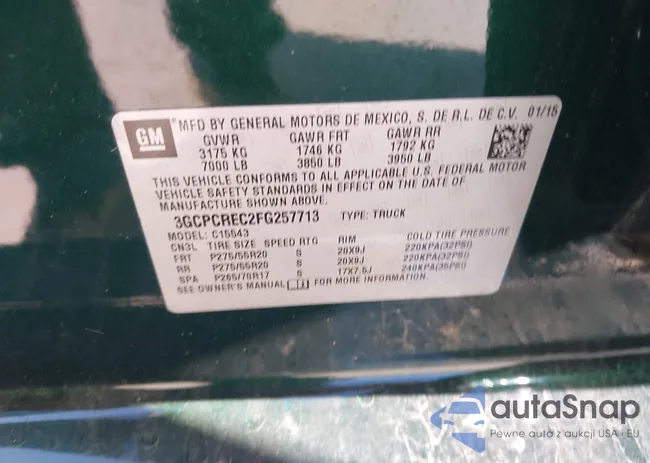 GM
MFD BY GENERAL MOTORS DE MEXICO, S. DE R.L. DE C.V. 01/15
GVWR GAWR FRT GAWR RR
3175 KG 1746 KG 1792 KG
7000 LB 3850 LB 3950 LB
THIS VEHICLE CONFORMS TO ALL APPLICABLE U.S. FEDERAL MOTOR
VEHICLE SAFETY STANDARDS IN EFFECT ON THE DATE OF
MANUFACTURE SHOWN ABOVE.
3GCPCREC2FG257713 TYPE: TRUCK
MODEL: C15543
CN3L TIRE SIZE SPEED RTG RIM COLD TIRE PRESSURE
FRT P275/55R20 S 20X9J 220KPA(32PSI)
RR P275/55R20 S 20X9J 220KPA(32PSI)
SPA P265/70R17 S 17X7.5J 240KPA(35PSI)
SEE OWNER'S MANUAL FOR MORE INFORMATION.
autoSnap
Pewne auta z aukcji USA i EU